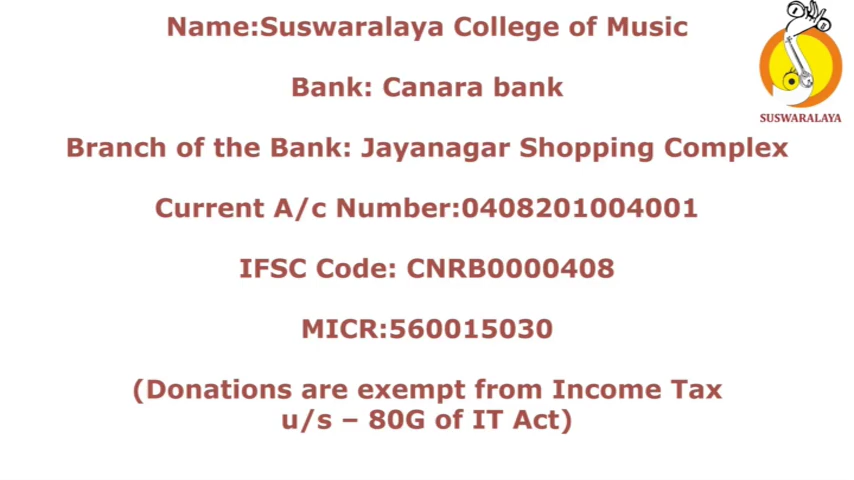 Name:Suswaralaya College of Music
SUSWARALAYA
Bank: Canara bank
Branch of the Bank: Jayanagar Shopping Complex
Current A/c Number:0408201004001
IFSC Code: CNRB0000408
MICR:560015030
(Donations are exempt from Income Tax
u/s – 80G of IT Act)